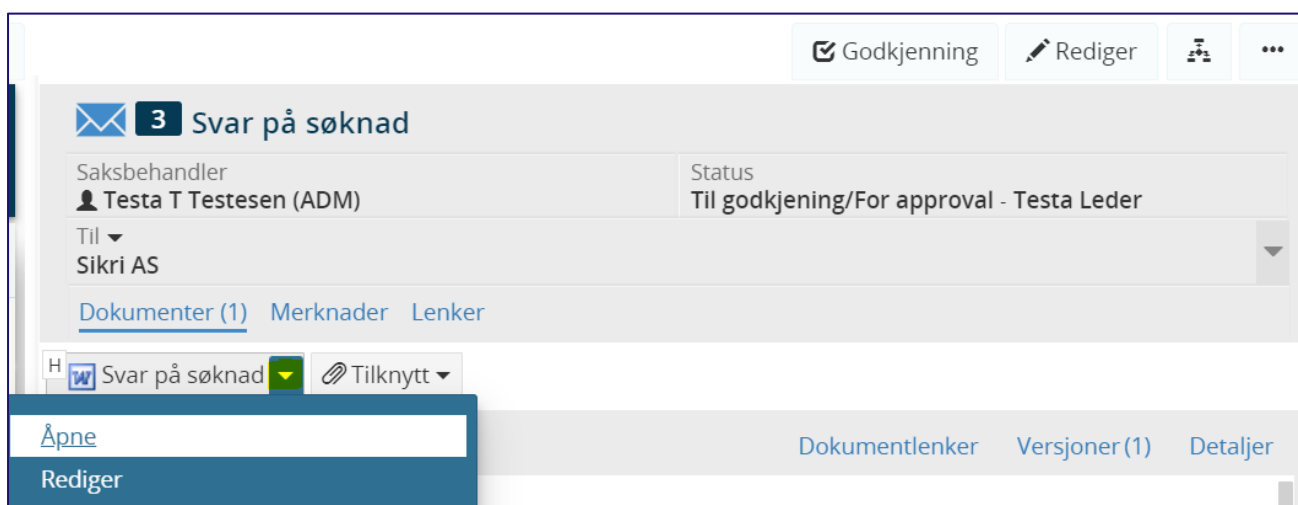 Godkjenning Rediger
3 Svar på søknad
Saksbehandler Status
Testa T Testesen (ADM) Til godkjening/For approval - Testa Leder
Til
Sikri AS
Dokumenter (1) Merknader Lenker
H W Svar på søknad Tilknytt
Åpne
Dokumentlenker Versjoner (1) Detaljer
Rediger